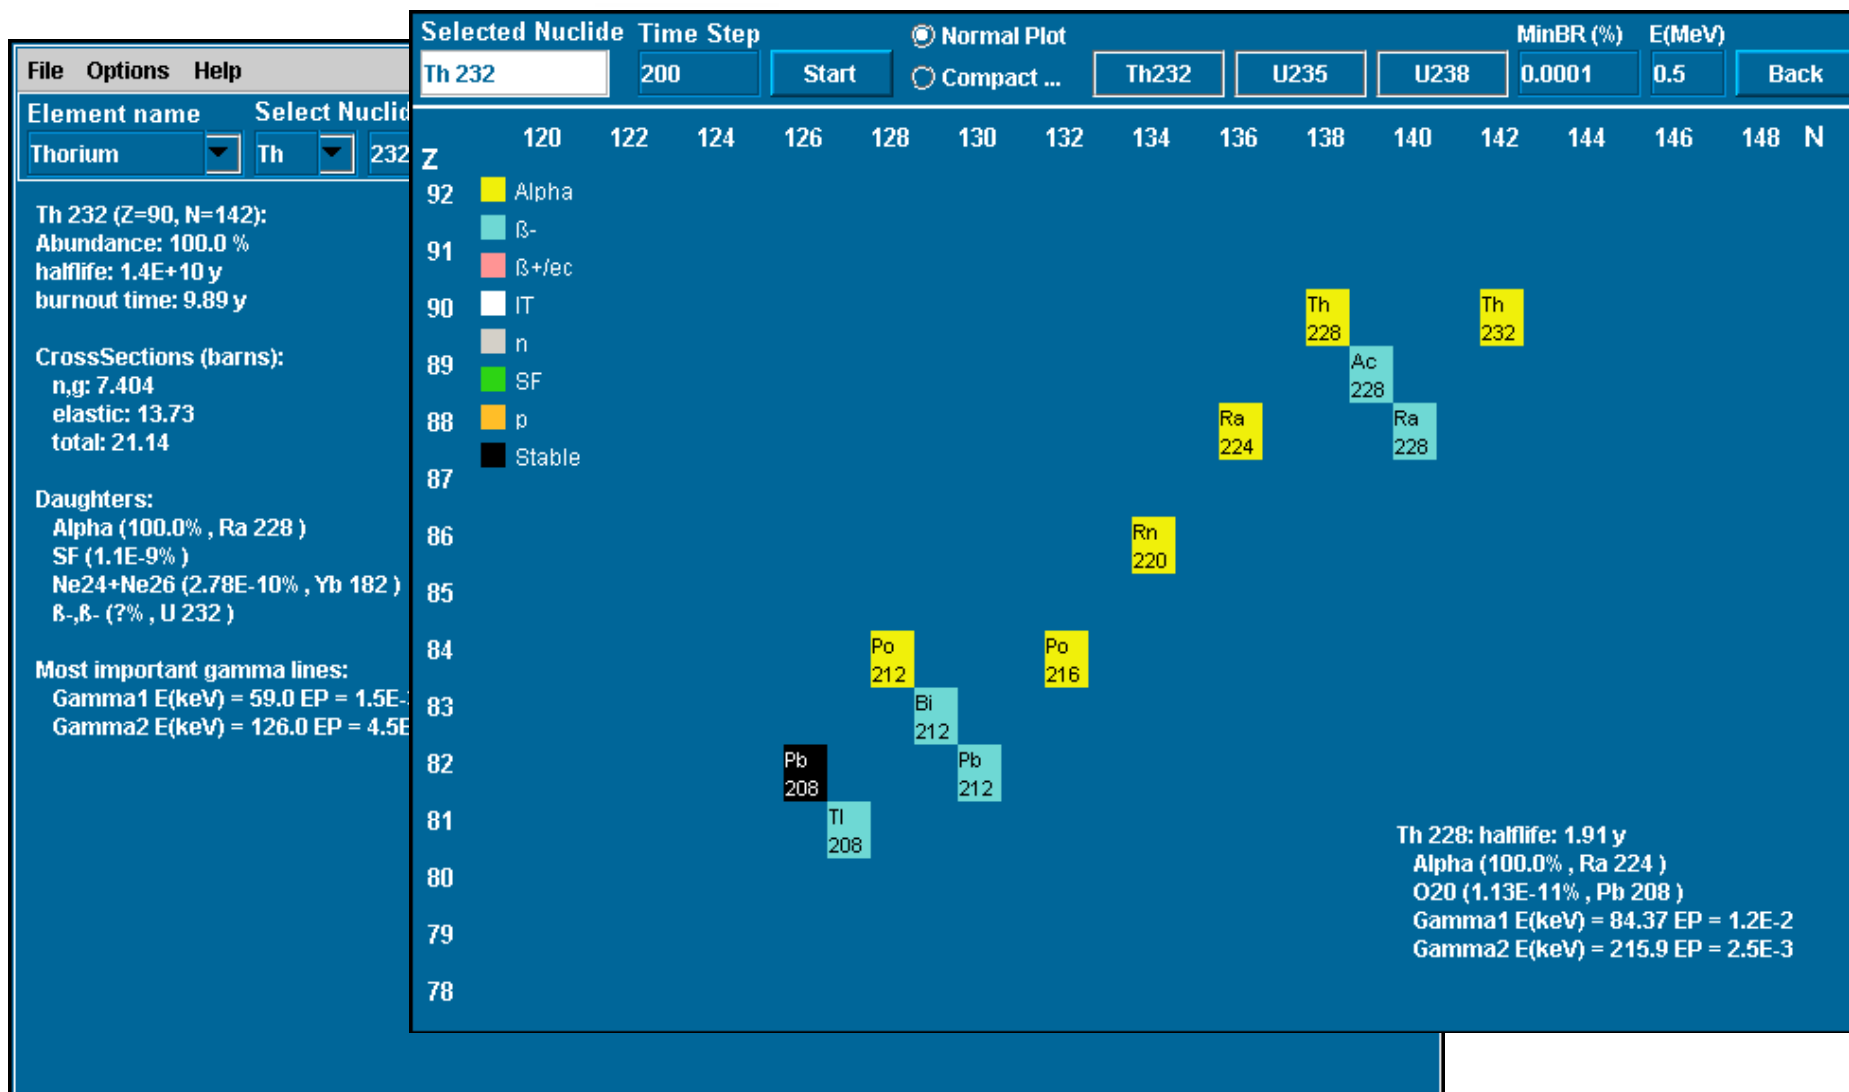 File Options Help
Element name Select Nuclid
Thorium Th 232
Th 232 (Z=90, N=142):
Abundance: 100.0 %
halflife: 1.4E+10 y
burnout time: 9.89 y
CrossSections (barns):
n,g: 7.404
elastic: 13.73
total: 21.14
Daughters:
Alpha (100.0% , Ra 228 )
SF (1.1E-9% )
Ne24+Ne26 (2.78E-10% , Yb 182 )
ß-,ß- (?% , U 232 )
Most important gamma lines:
Gamma1 E(keV) = 59.0 EP = 1.5E-
Gamma2 E(keV) = 126.0 EP = 4.5E
Selected Nuclide Time Step Normal Plot MinBR (%) E(MeV)
Th 232 200 Start Compact ... Th232 U235 U238 0.0001 0.5 Back
120 122 124 126 128 130 132 134 136 138 140 142 144 146 148 N
Z
92 Alpha
ß-
91
ß+/ec
90 IT
n
89
SF
88 p
Stable
87
86
85
84
83
82
81
80
79
78
Th
228
Th
232
Ac
228
Ra
224
Ra
228
Rn
220
Po
212
Po
216
Bi
212
Pb
208
Pb
212
Tl
208
Th 228: halflife: 1.91 y
Alpha (100.0% , Ra 224 )
O20 (1.13E-11% , Pb 208 )
Gamma1 E(keV) = 84.37 EP = 1.2E-2
Gamma2 E(keV) = 215.9 EP = 2.5E-3